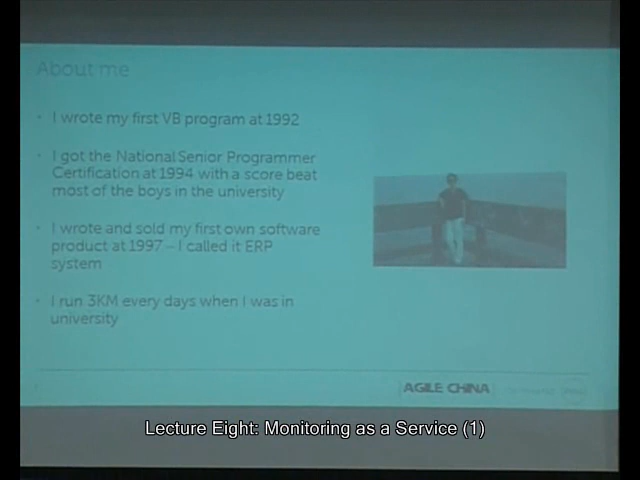 About me
• I wrote my first VB program at 1992
• I got the National Senior Programmer
Certification at 1994 with a score beat
most of the boys in the university
• I wrote and sold my first own software
product at 1997 – I called it ERP
system
• I run 3KM every days when I was in
university
AGILE CHINA
Lecture Eight: Monitoring as a Service (1)